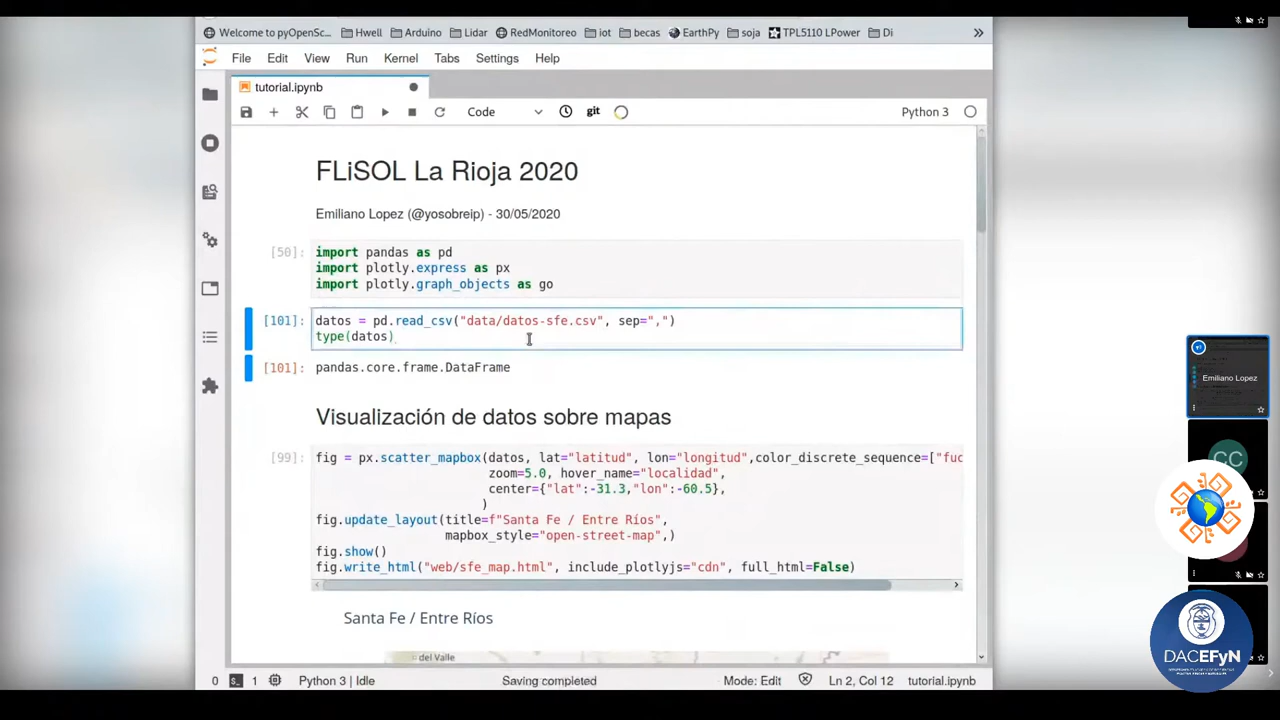 Welcome to pyOpenSc...
Hwell
Arduino
Lidar
RedMonitoreo
iot
becas
EarthPy
soja
TPL5110 LPower
Di
»
File Edit View Run Kernel Tabs Settings Help
tutorial.ipynb
Code
git
Python 3
FLiSOL La Rioja 2020
Emiliano Lopez (@yosobreip) - 30/05/2020
[50]:
import pandas as pd
import plotly.express as px
import plotly.graph_objects as go
[101]:
datos = pd.read_csv("data/datos-sfe.csv", sep=",")
type(datos)
[101]:
pandas.core.frame.DataFrame
Visualización de datos sobre mapas
[99]:
fig = px.scatter_mapbox(datos, lat="latitud", lon="longitud",color_discrete_sequence=["fuc
zoom=5.0, hover_name="localidad",
center={"lat":-31.3,"lon":-60.5},
)
fig.update_layout(title=f"Santa Fe / Entre Ríos",
mapbox_style="open-street-map",)
fig.show()
fig.write_html("web/sfe_map.html", include_plotlyjs="cdn", full_html=False)
Santa Fe / Entre Ríos
del Valle
0 1 Python 3 | Idle Saving completed Mode: Edit Ln 2, Col 12 tutorial.ipynb
Emiliano Lopez
CC
DACEFyN